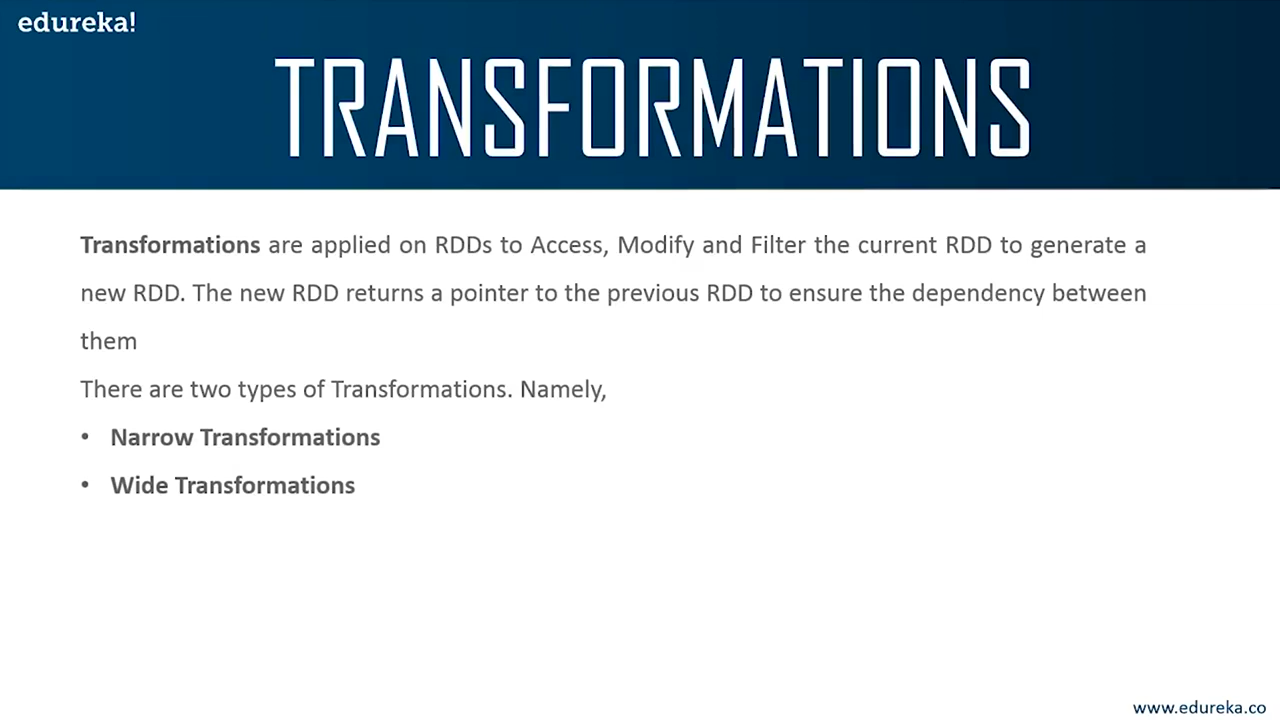 edureka!
TRANSFORMATIONS
Transformations are applied on RDDs to Access, Modify and Filter the current RDD to generate a
new RDD. The new RDD returns a pointer to the previous RDD to ensure the dependency between
them
There are two types of Transformations. Namely,
• Narrow Transformations
• Wide Transformations
www.edureka.co